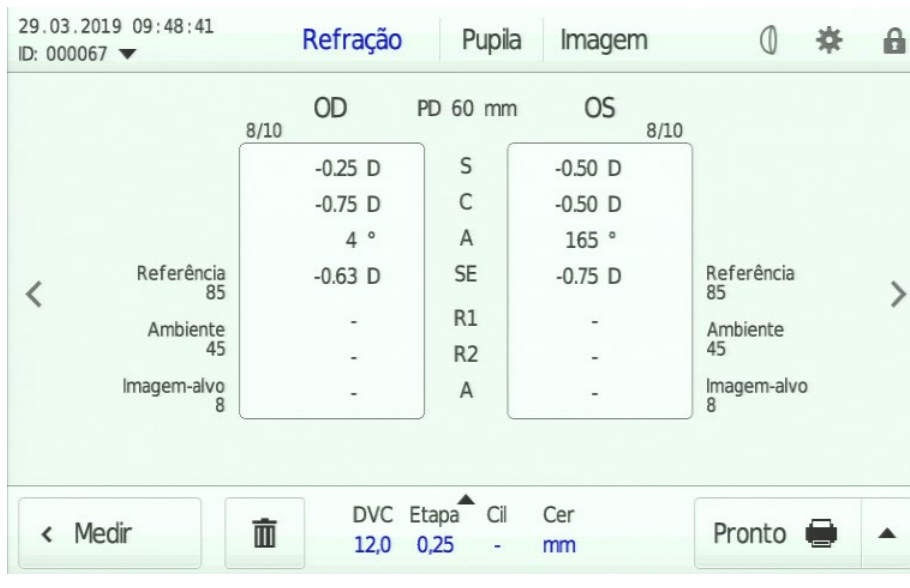 29.03.2019 09:48:41
ID: 000067
Refração Pupila Imagem
OD PD 60 mm OS
8/10 8/10
-0.25 D S -0.50 D
-0.75 D C -0.50 D
4 ° A 165 °
Referência -0.63 D SE -0.75 D Referência
85 85
- R1 -
Ambiente Ambiente
45 - R2 - 45
Imagem-alvo - A - Imagem-alvo
8 8
< Medir
DVC Etapa Cil Cer
12,0 0,25 - mm
Pronto